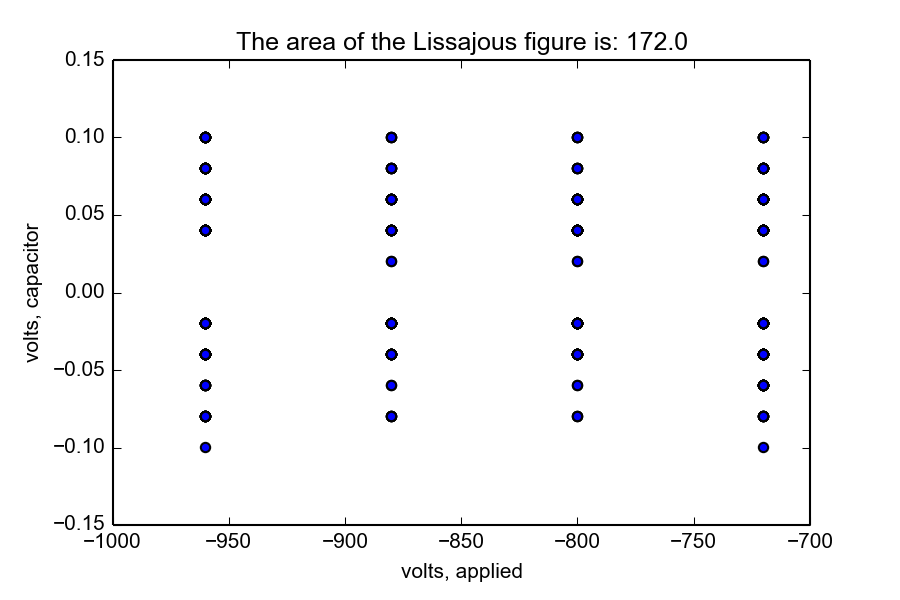 The area of the Lissajous figure is: 172.0
0.15
0.10
0.05
0.00
−0.05
−0.10
−0.15
−1000 −950 −900 −850 −800 −750 −700
volts, capacitor
volts, applied